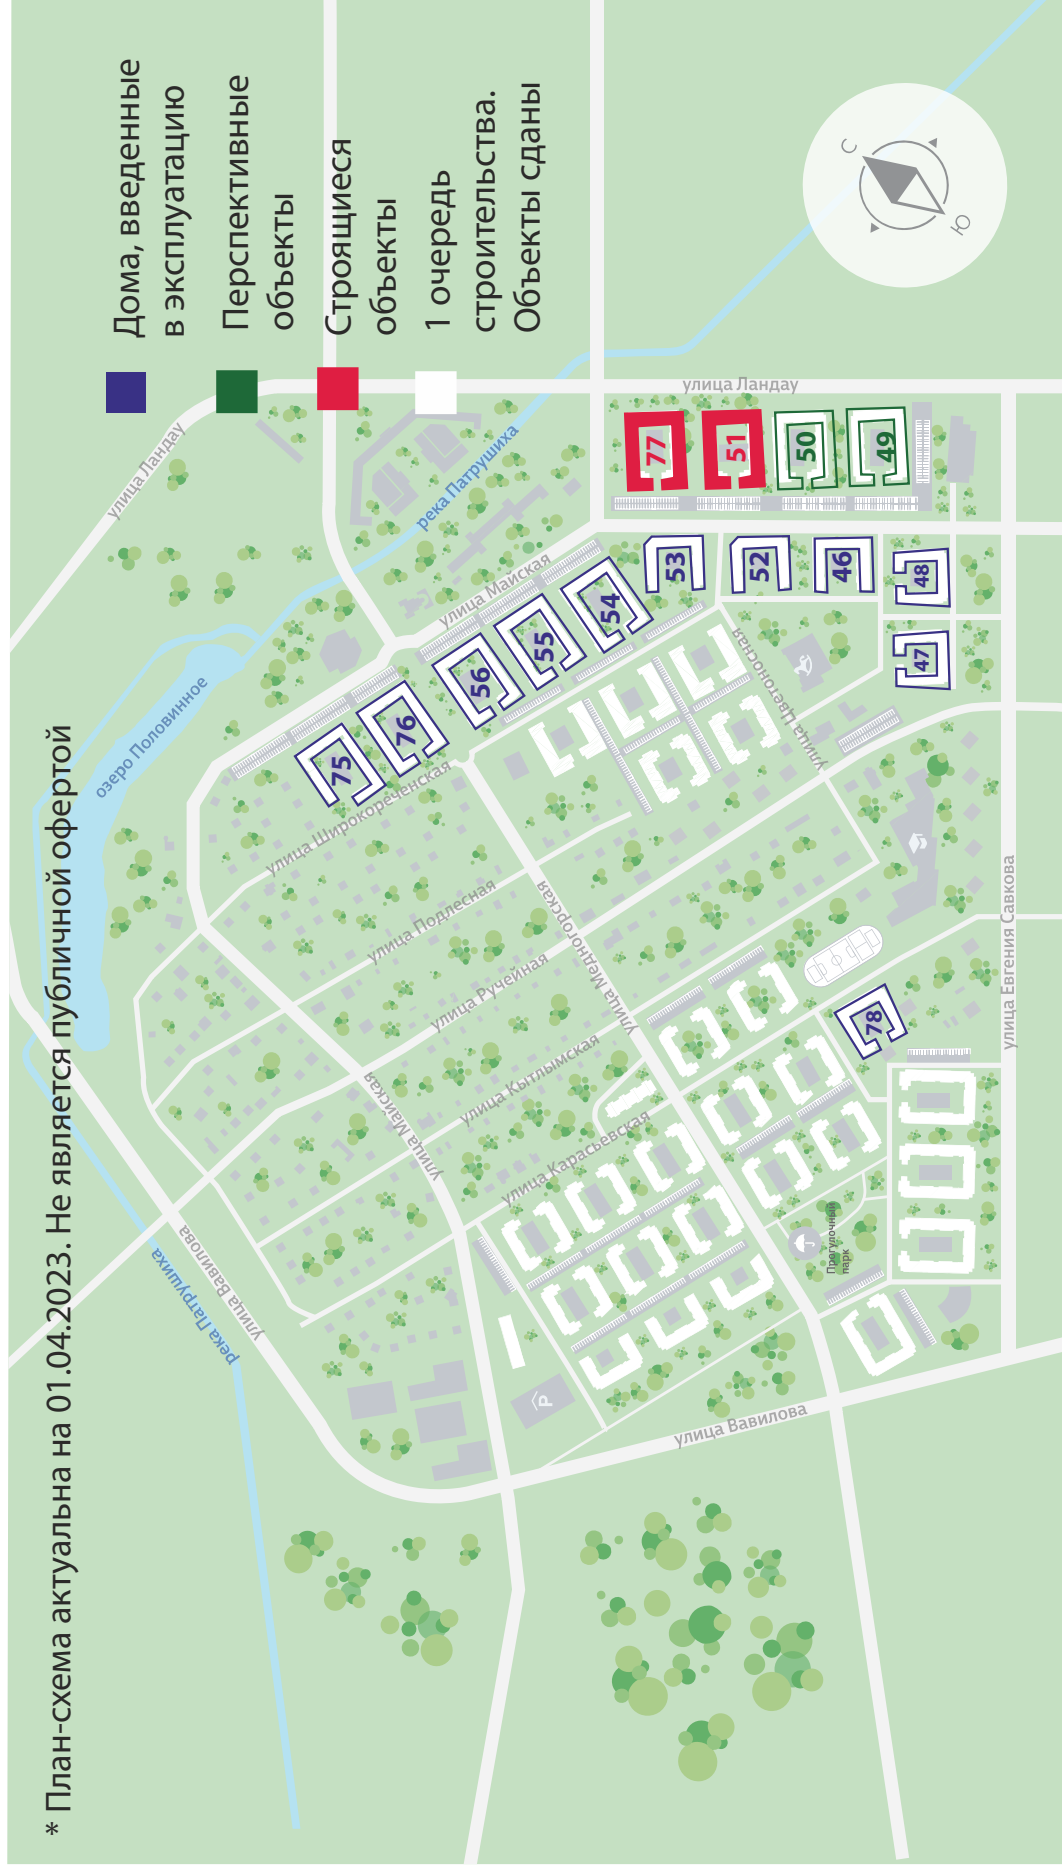 * План-схема актуальна на 01.04.2023. Не является публичной офертой
Дома, введенные
в эксплуатацию
Перспективные
объекты
Строящиеся
объекты
1 очередь
строительства.
Объекты сданы
С
Ю
улица Ландау
улица Ландау
река Патрушиха
озеро Половинное
улица Майская
улица Широкореченская
улица Подлесная
улица Ручейная
улица Кытлымская
улица Карасьевская
улица Медногорская
улица Цветоносная
улица Майская
улица Вавилова
река Патрушиха
улица Вавилова
улица Евгения Савкова
Прогулочный
парк
P
77
51
50
49
53
52
46
48
47
54
55
56
76
75
78